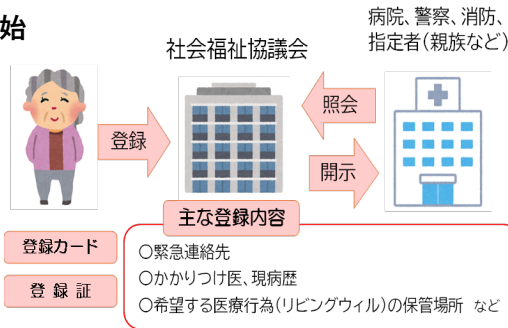 始
病院、警察、消防、
指定者(親族など)
社会福祉協議会
照会
登録
開示
主な登録内容
登録カード
登 録 証
〇緊急連絡先
〇かかりつけ医、現病歴
〇希望する医療行為(リビングウィル)の保管場所 など